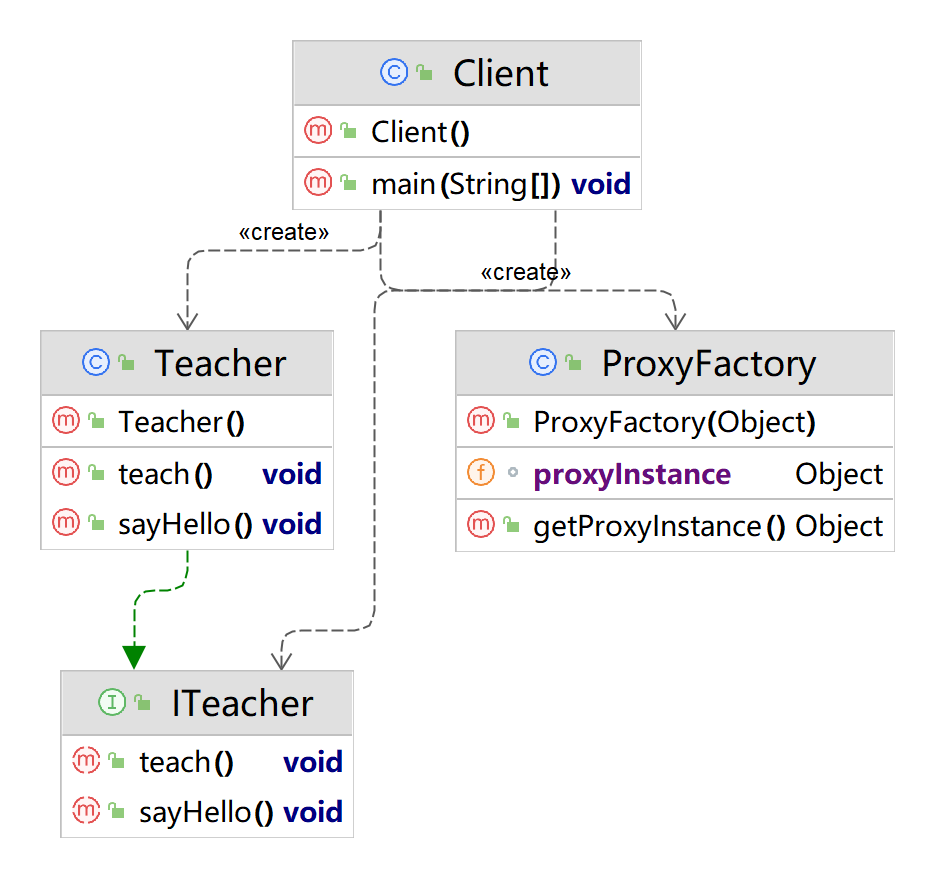 Client
Client()
main(String[]) void
«create»
«create»
Teacher
Teacher()
teach() void
sayHello() void
ProxyFactory
ProxyFactory(Object)
proxyInstance Object
getProxyInstance() Object
ITeacher
teach() void
sayHello() void